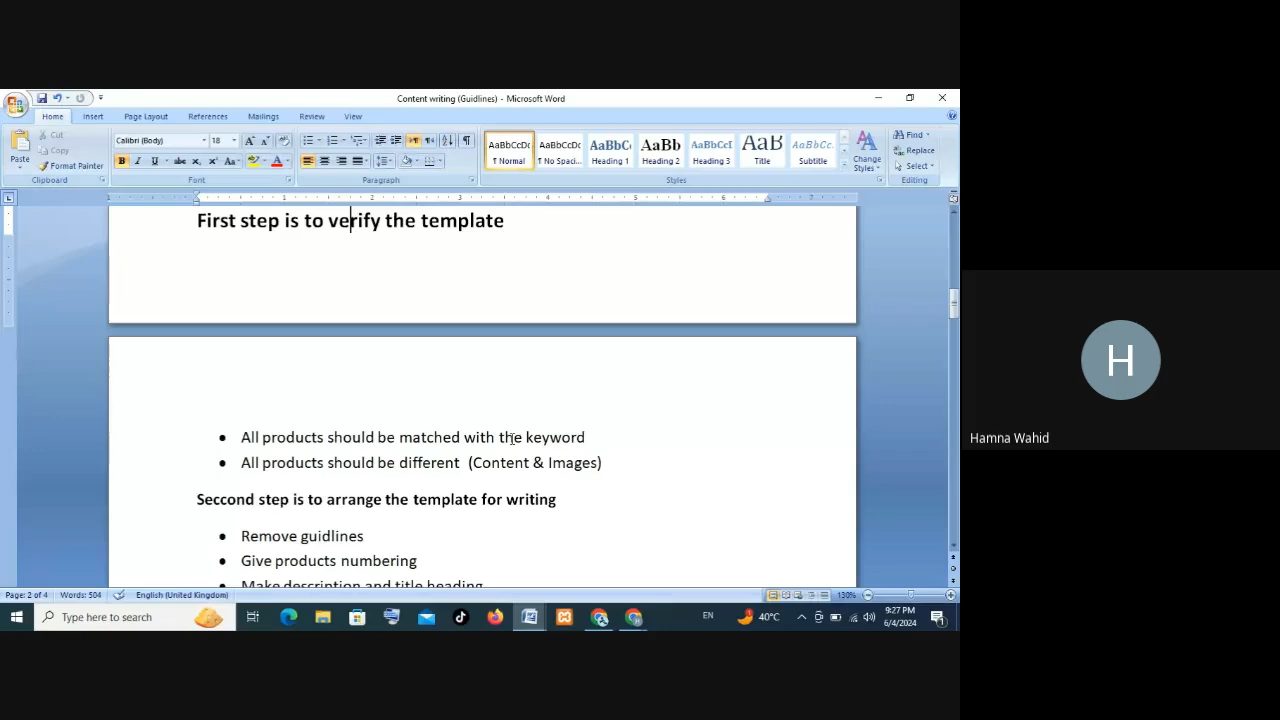 Content writing (Guidlines) - Microsoft Word
Home Insert Page Layout References Mailings Review View
Paste
Cut
Copy
Format Painter
Clipboard
Calibri (Body) 18
Font
Paragraph
AaBbCcDc AaBbCcDc AaBbC AaBb AaBbCcI AaB AaBbCc.
¶ Normal ¶ No Spaci... Heading 1 Heading 2 Heading 3 Title Subtitle
Change Styles
Styles
Find
Replace
Select
Editing
First step is to verify the template
• All products should be matched with the keyword
• All products should be different (Content & Images)
Seccond step is to arrange the template for writing
• Remove guidlines
• Give products numbering
• Make description and title heading
Page: 2 of 4 Words: 504 English (United Kingdom) 130%
Type here to search
EN 40°C 9:27 PM
6/4/2024
H
Hamna Wahid